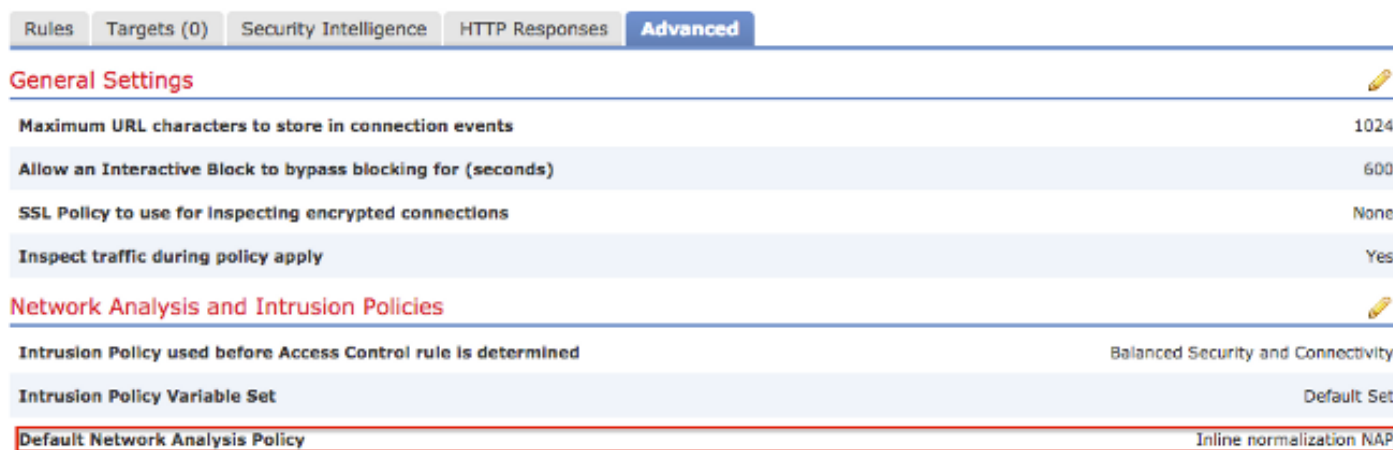 Rules Targets (0) Security Intelligence HTTP Responses Advanced
General Settings
Maximum URL characters to store in connection events 1024
Allow an Interactive Block to bypass blocking for (seconds) 600
SSL Policy to use for inspecting encrypted connections None
Inspect traffic during policy apply Yes
Network Analysis and Intrusion Policies
Intrusion Policy used before Access Control rule is determined Balanced Security and Connectivity
Intrusion Policy Variable Set Default Set
Default Network Analysis Policy Inline normalization NAP